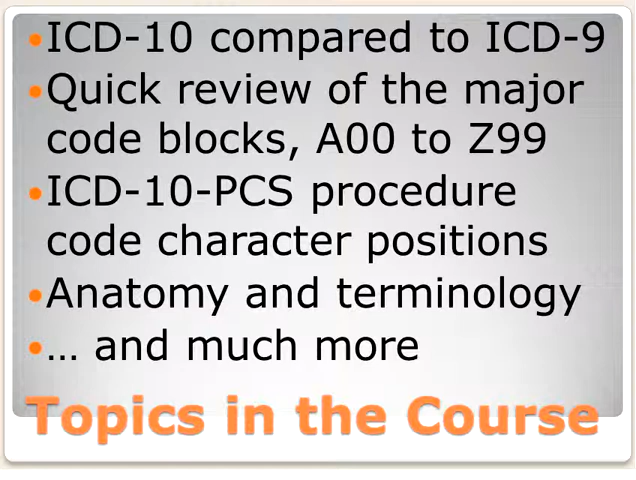 •ICD-10 compared to ICD-9
•Quick review of the major
code blocks, A00 to Z99
•ICD-10-PCS procedure
code character positions
•Anatomy and terminology
•… and much more
Topics in the Course